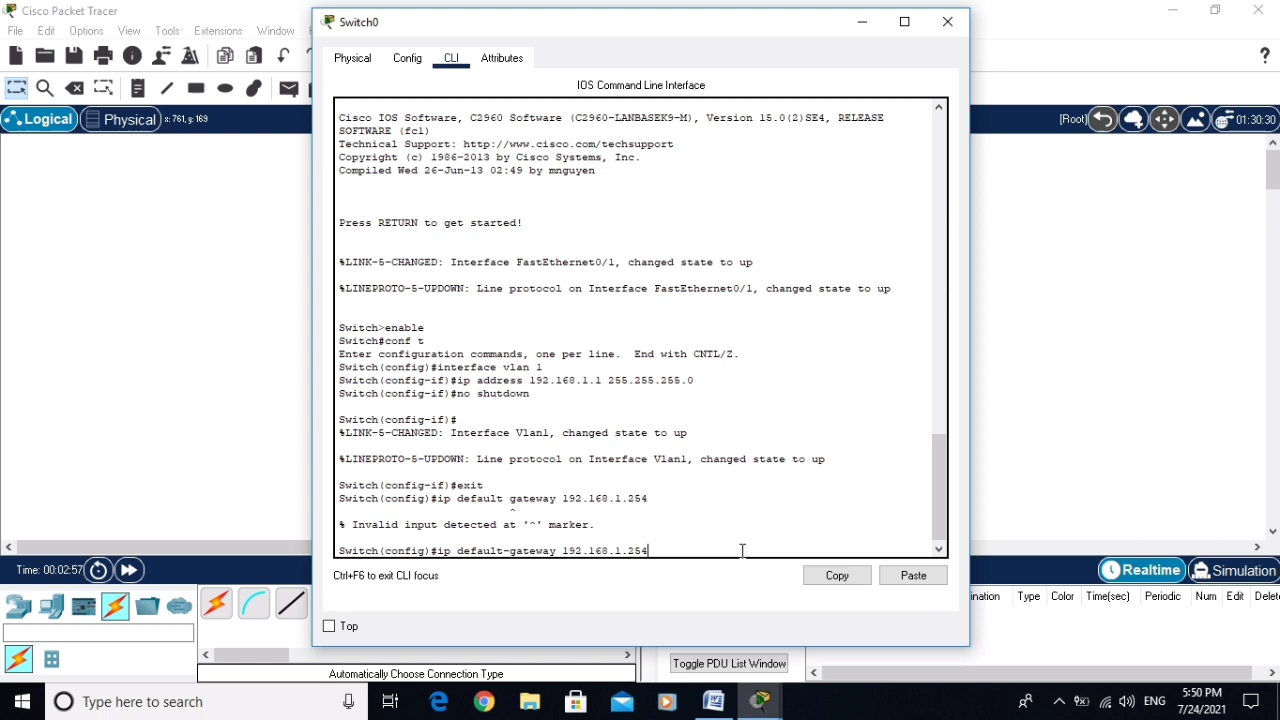 Cisco Packet Tracer
File Edit Options View Tools Extensions Window
Switch0
Physical Config CLI Attributes
IOS Command Line Interface
Logical Physical x: 761, y: 169
[Root] 01:30:30
Cisco IOS Software, C2960 Software (C2960-LANBASEK9-M), Version 15.0(2)SE4, RELEASE
SOFTWARE (fc1)
Technical Support: http://www.cisco.com/techsupport
Copyright (c) 1986-2013 by Cisco Systems, Inc.
Compiled Wed 26-Jun-13 02:49 by mnguyen
Press RETURN to get started!
%LINK-5-CHANGED: Interface FastEthernet0/1, changed state to up
%LINEPROTO-5-UPDOWN: Line protocol on Interface FastEthernet0/1, changed state to up
Switch>enable
Switch#conf t
Enter configuration commands, one per line. End with CNTL/Z.
Switch(config)#interface vlan 1
Switch(config-if)#ip address 192.168.1.1 255.255.255.0
Switch(config-if)#no shutdown
Switch(config-if)#
%LINK-5-CHANGED: Interface Vlan1, changed state to up
%LINEPROTO-5-UPDOWN: Line protocol on Interface Vlan1, changed state to up
Switch(config-if)#exit
Switch(config)#ip default gateway 192.168.1.254
^
% Invalid input detected at '^' marker.
Switch(config)#ip default-gateway 192.168.1.254
Ctrl+F6 to exit CLI focus
Copy Paste
Top
Time: 00:02:57
Realtime Simulation
ination Type Color Time(sec) Periodic Num Edit Delet
Automatically Choose Connection Type
Toggle PDU List Window
Type here to search
ENG
5:50 PM
7/24/2021